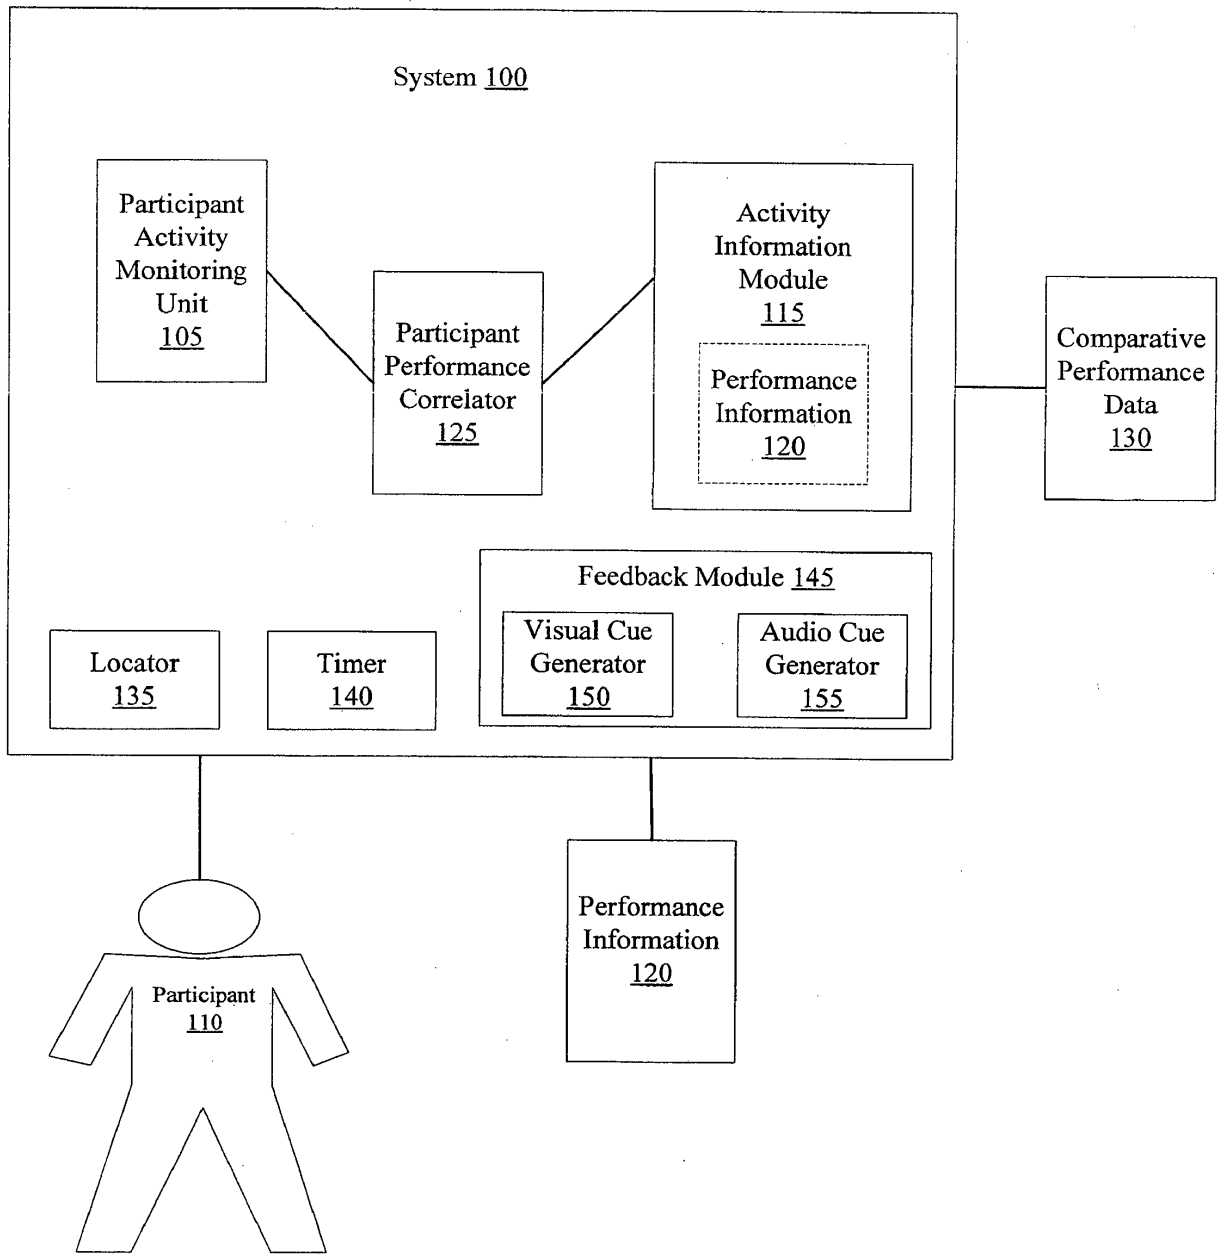 System 100
Participant
Activity
Monitoring
Unit
105
Participant
Performance
Correlator
125
Activity
Information
Module
115
Performance
Information
120
Comparative
Performance
Data
130
Feedback Module 145
Visual Cue
Generator
150
Audio Cue
Generator
155
Locator
135
Timer
140
Performance
Information
120
Participant
110